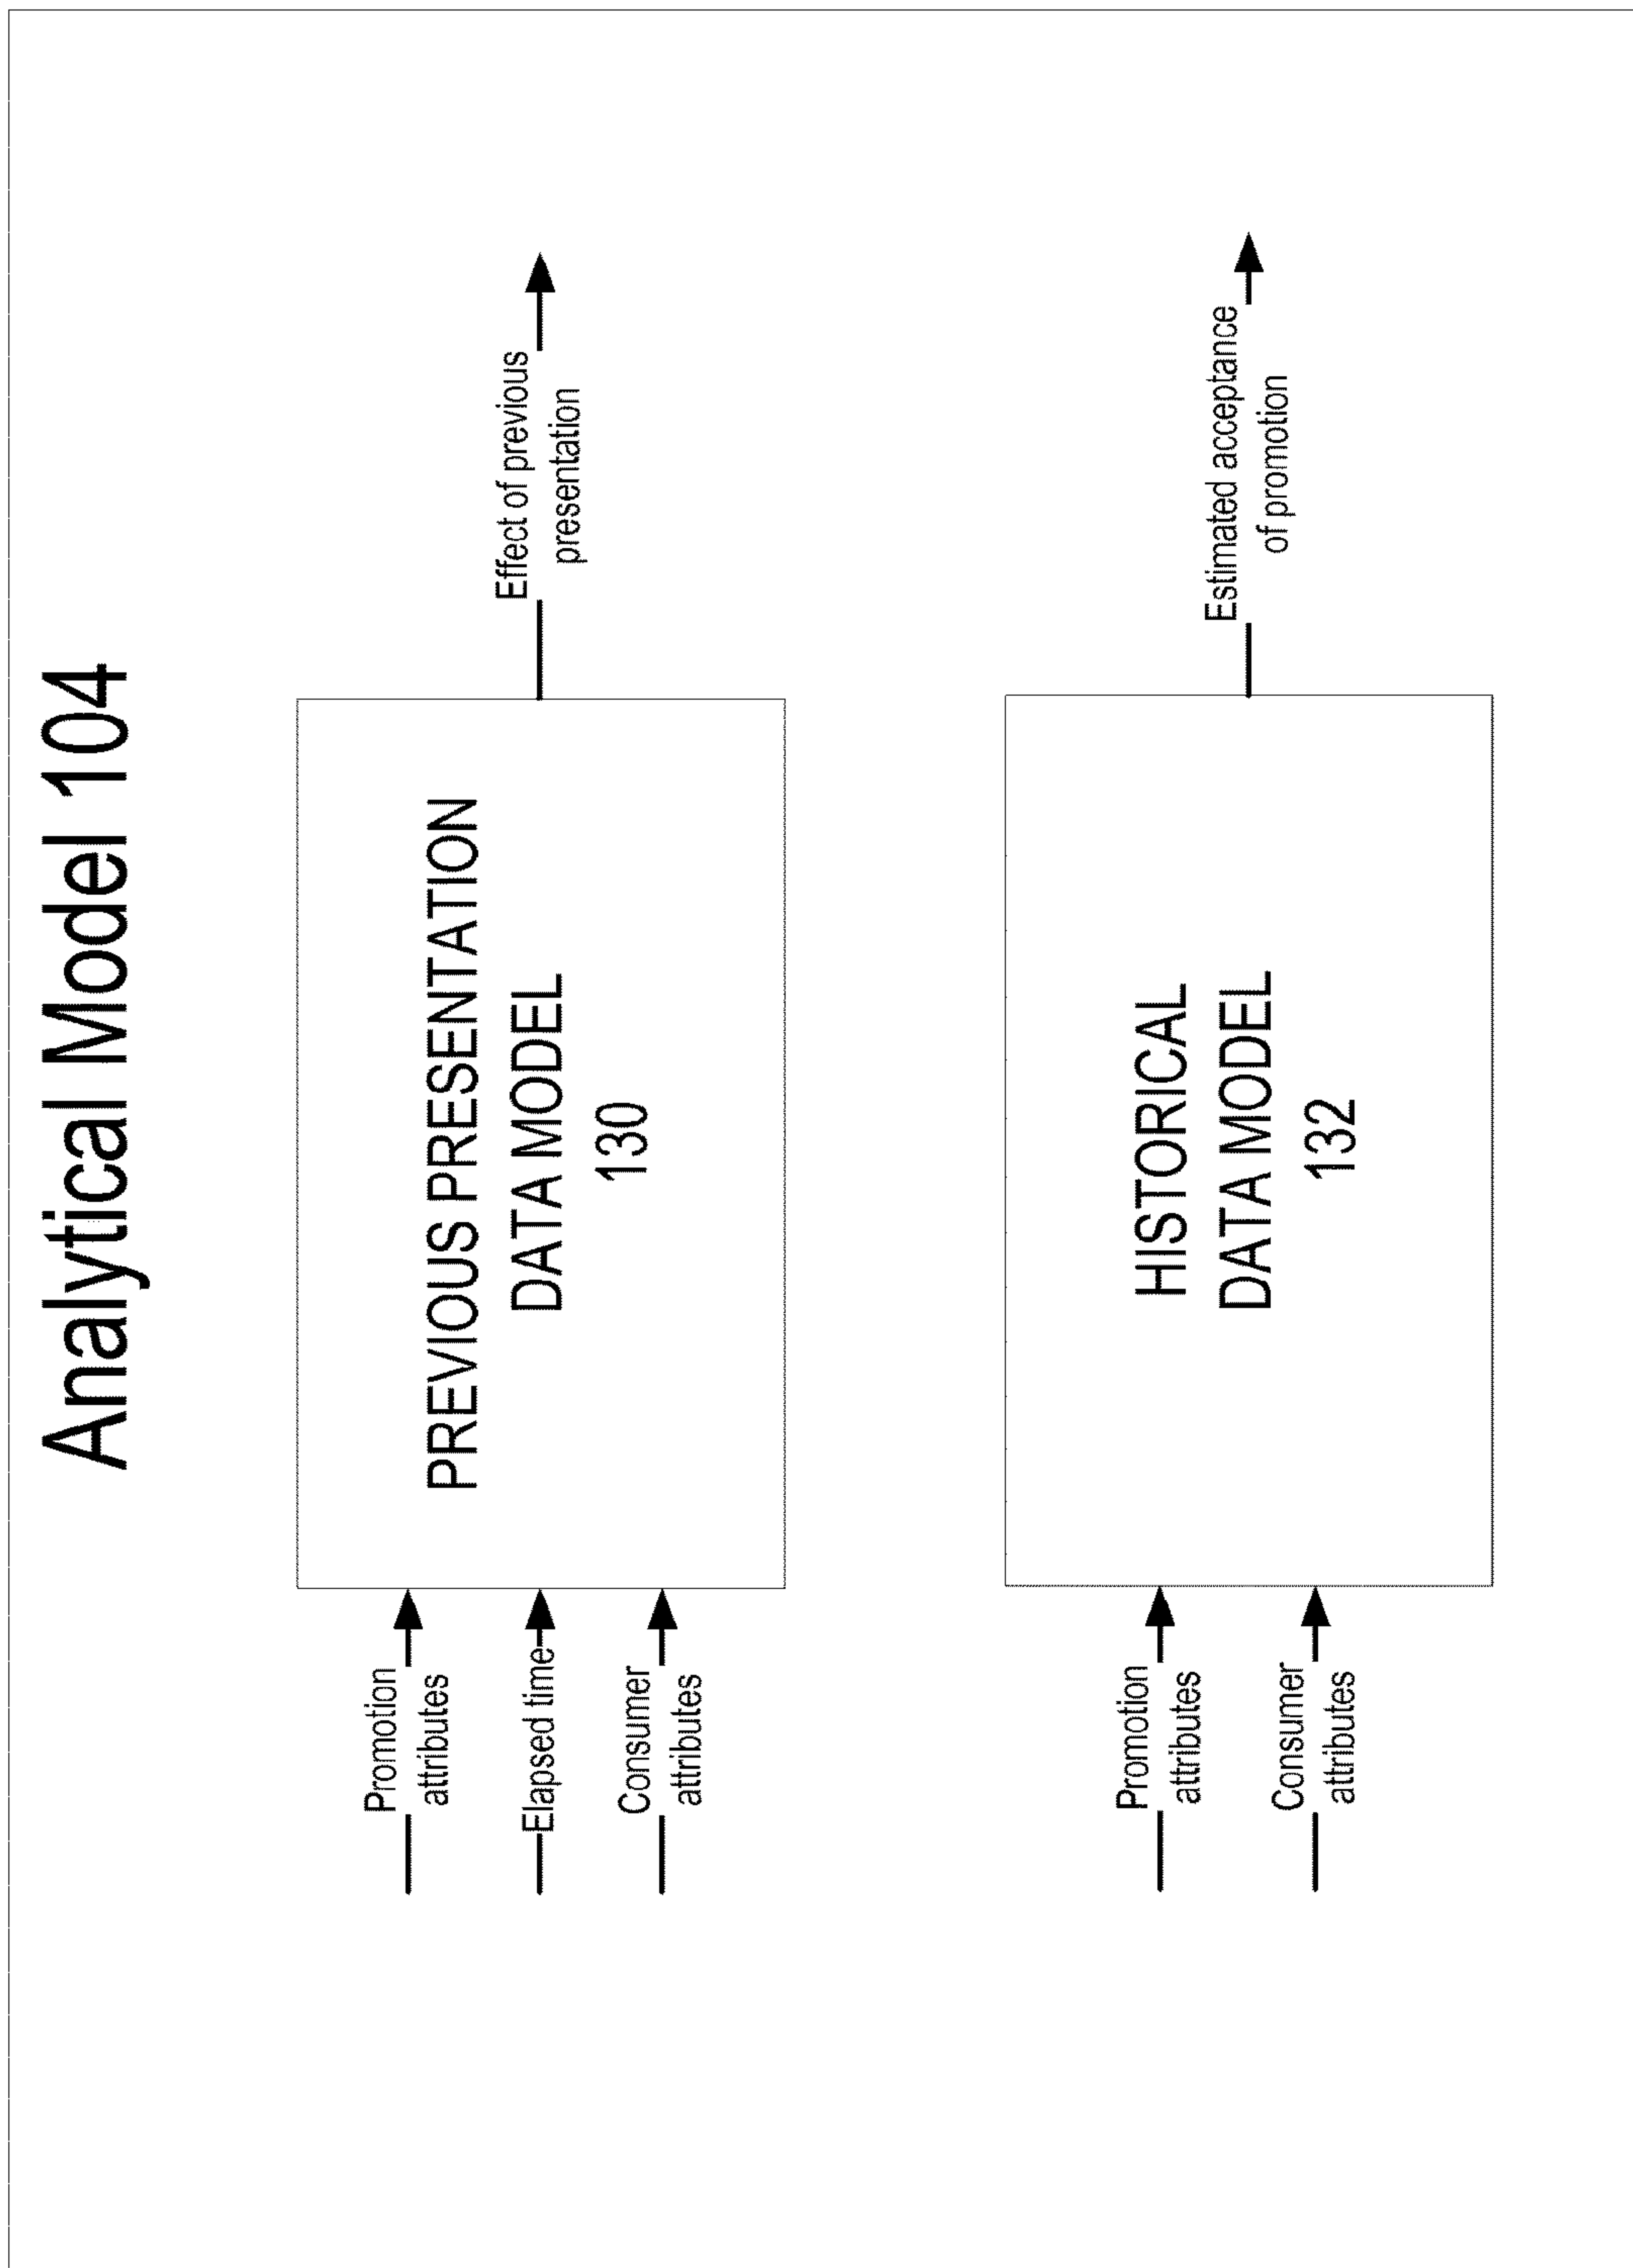 Analytical Model 104
Promotion
attributes
Elapsed time
Consumer
attributes
PREVIOUS PRESENTATION
DATA MODEL
130
Effect of previous
presentation
Promotion
attributes
Consumer
attributes
HISTORICAL
DATA MODEL
132
Estimated acceptance
of promotion